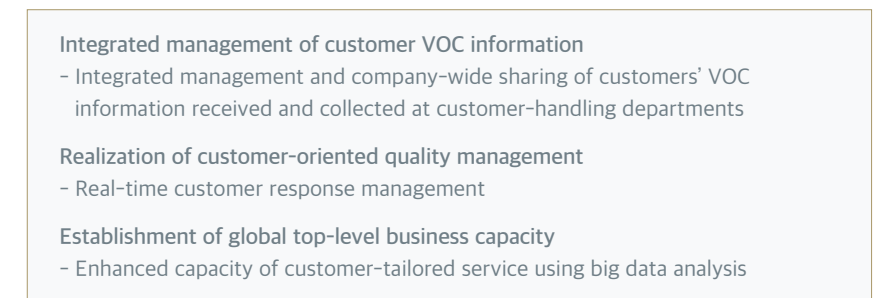 Integrated management of customer VOC information
- Integrated management and company-wide sharing of customers’ VOC
information received and collected at customer-handling departments
Realization of customer-oriented quality management
- Real-time customer response management
Establishment of global top-level business capacity
- Enhanced capacity of customer-tailored service using big data analysis